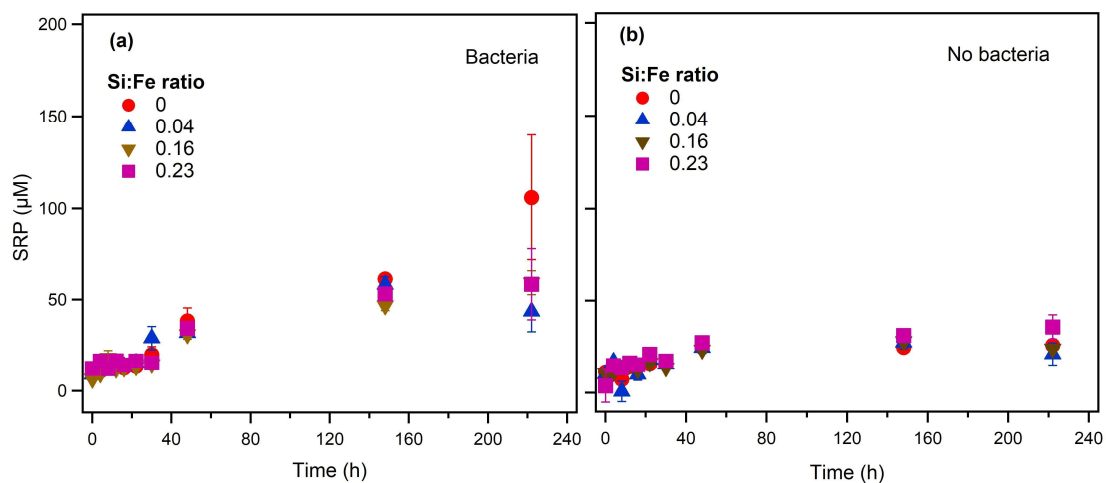 200
150
100
50
0
SRP (μM)
(a)
Bacteria
Si:Fe ratio
0
0.04
0.16
0.23
0 40 80 120 160 200 240
Time (h)
(b)
No bacteria
Si:Fe ratio
0
0.04
0.16
0.23
0 40 80 120 160 200 240
Time (h)